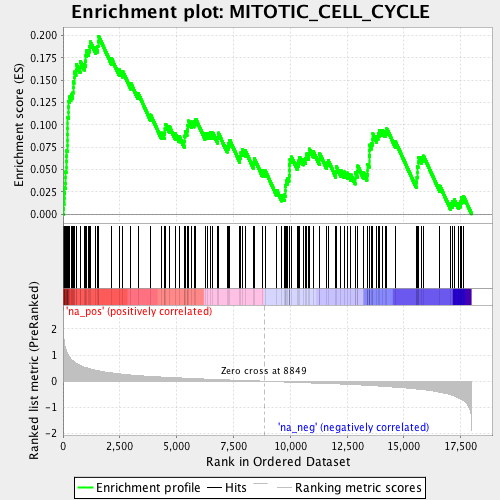 Enrichment plot: MITOTIC_CELL_CYCLE
Enrichment score (ES)
0.200
0.175
0.150
0.125
0.100
0.075
0.050
0.025
0.000
Ranked list metric (PreRanked)
'na_pos' (positively correlated)
2
1
0
-1
-2
Zero cross at 8849
'na_neg' (negatively correlated)
0
2,500
5,000
7,500
10,000
12,500
15,000
17,500
Rank in Ordered Dataset
Enrichment profile
Hits
Ranking metric scores